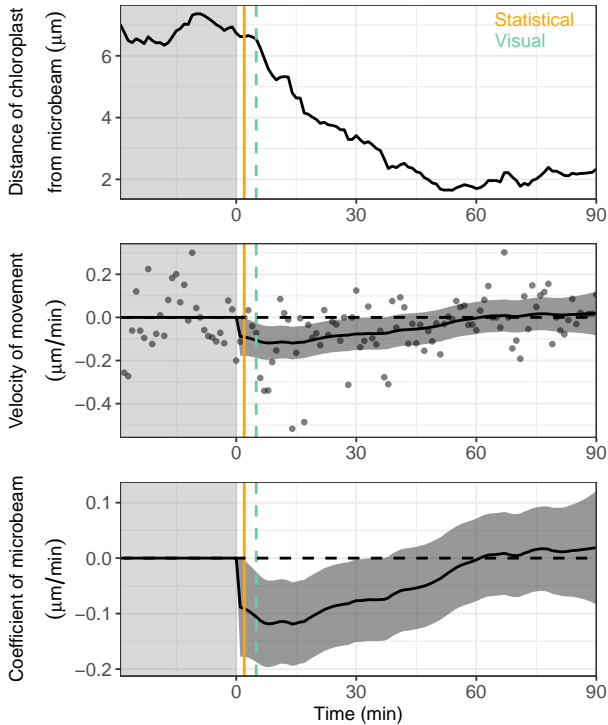 Distance of chloroplast
from microbeam (μm)
6
4
2
Statistical
Visual
0
30
60
90
Velocity of movement
(μm/min)
0.2
0.0
−0.2
−0.4
0
30
60
90
Coefficient of microbeam
(μm/min)
0.1
0.0
−0.1
−0.2
0
30
60
90
Time (min)